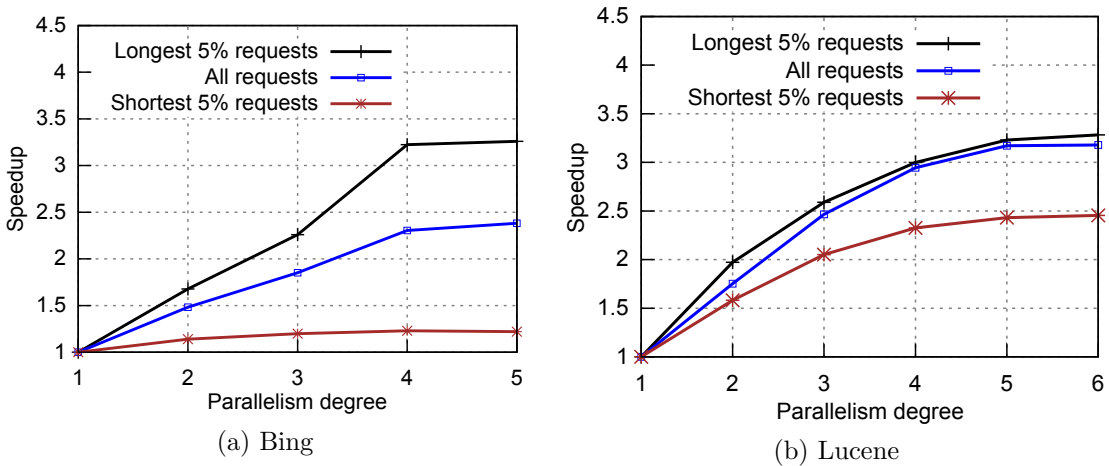 4.5
4
3.5
3
2.5
2
1.5
1
Speedup
Longest 5% requests
All requests
Shortest 5% requests
1 2 3 4 5
Parallelism degree
(a) Bing
4.5
4
3.5
3
2.5
2
1.5
1
Speedup
Longest 5% requests
All requests
Shortest 5% requests
1 2 3 4 5 6
Parallelism degree
(b) Lucene